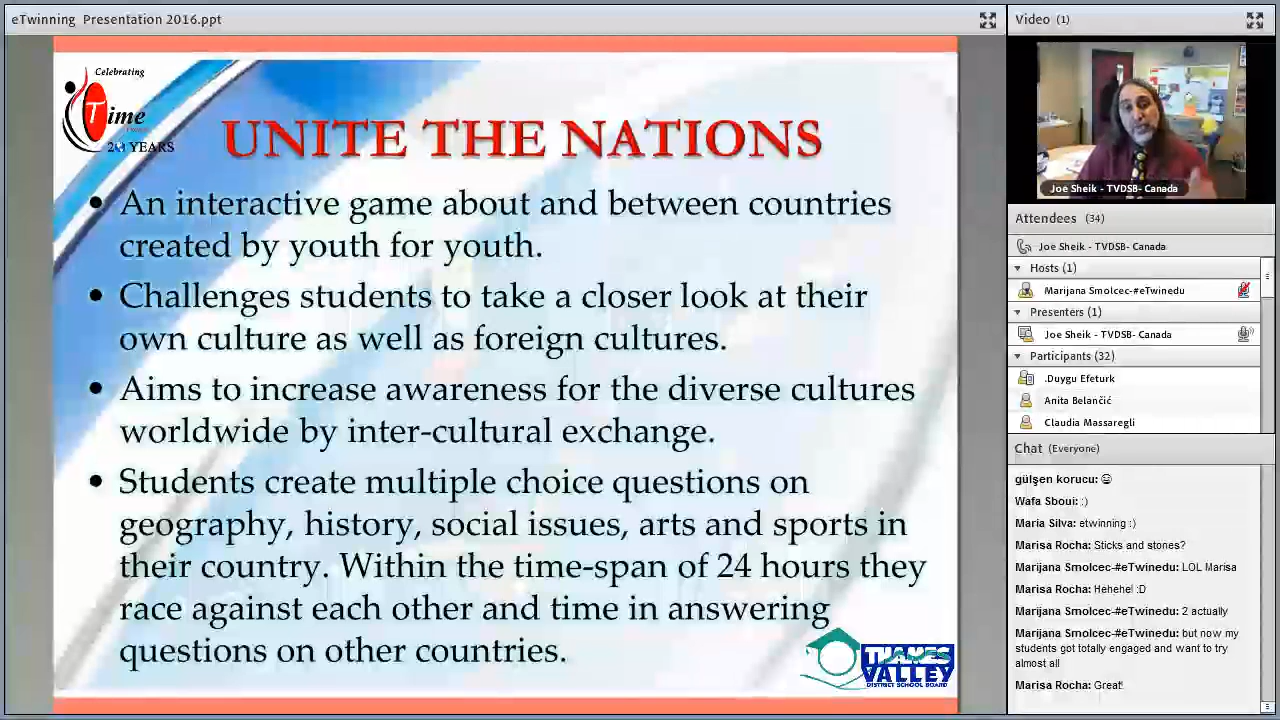 eTwinning Presentation 2016.ppt
Celebrating
Time
20 YEARS
UNITE THE NATIONS
• An interactive game about and between countries
created by youth for youth.
• Challenges students to take a closer look at their
own culture as well as foreign cultures.
• Aims to increase awareness for the diverse cultures
worldwide by inter-cultural exchange.
• Students create multiple choice questions on
geography, history, social issues, arts and sports in
their country. Within the time-span of 24 hours they
race against each other and time in answering
questions on other countries.
THAMES
VALLEY
DISTRICT SCHOOL BOARD
Video (1)
Joe Sheik - TVDSB- Canada
Attendees (34)
Joe Sheik - TVDSB- Canada
Hosts (1)
Marijana Smolcec-#eTwinedu
Presenters (1)
Joe Sheik - TVDSB- Canada
Participants (32)
.Duygu Efeturk
Anita Belančić
Claudia Massaregli
Chat (Everyone)
gülşen korucu: 😀
Wafa Sboui: :)
Maria Silva: etwinning :)
Marisa Rocha: Sticks and stones?
Marijana Smolcec-#eTwinedu: LOL Marisa
Marisa Rocha: Hehehe! :D
Marijana Smolcec-#eTwinedu: 2 actually
Marijana Smolcec-#eTwinedu: but now my
students got totally engaged and want to try
almost all
Marisa Rocha: Great!